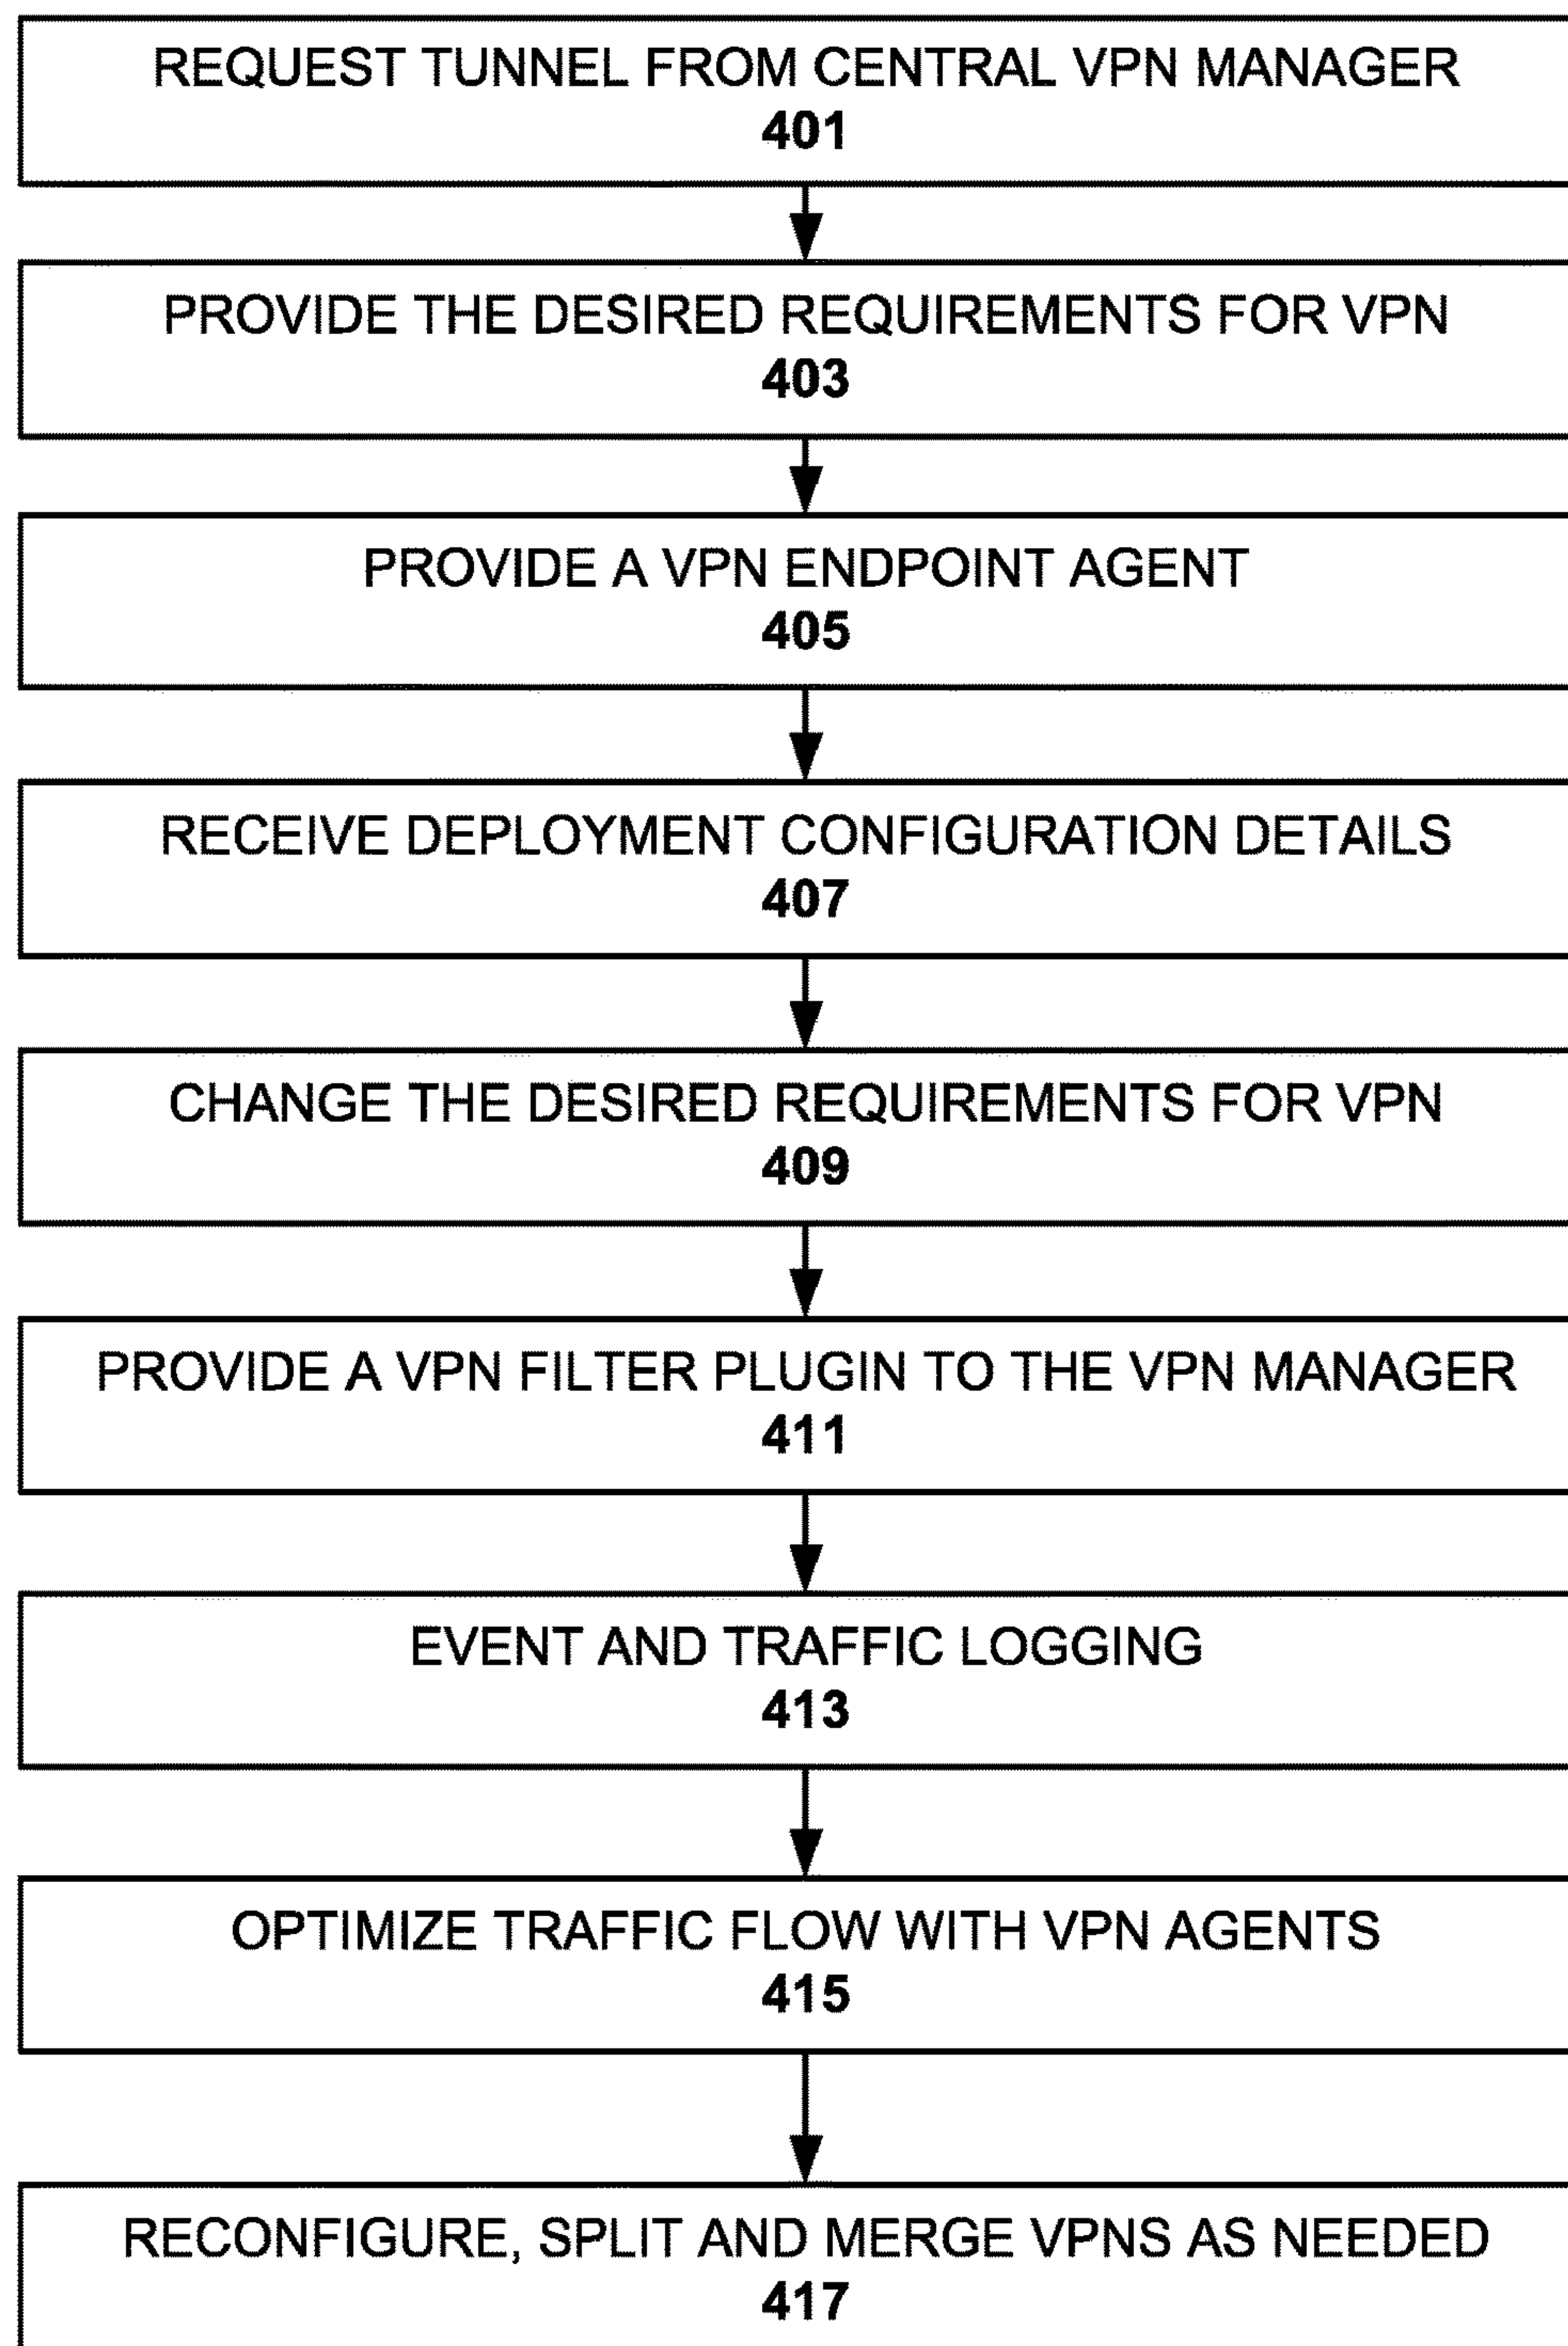 REQUEST TUNNEL FROM CENTRAL VPN MANAGER
401
PROVIDE THE DESIRED REQUIREMENTS FOR VPN
403
PROVIDE A VPN ENDPOINT AGENT
405
RECEIVE DEPLOYMENT CONFIGURATION DETAILS
407
CHANGE THE DESIRED REQUIREMENTS FOR VPN
409
PROVIDE A VPN FILTER PLUGIN TO THE VPN MANAGER
411
EVENT AND TRAFFIC LOGGING
413
OPTIMIZE TRAFFIC FLOW WITH VPN AGENTS
415
RECONFIGURE, SPLIT AND MERGE VPNS AS NEEDED
417